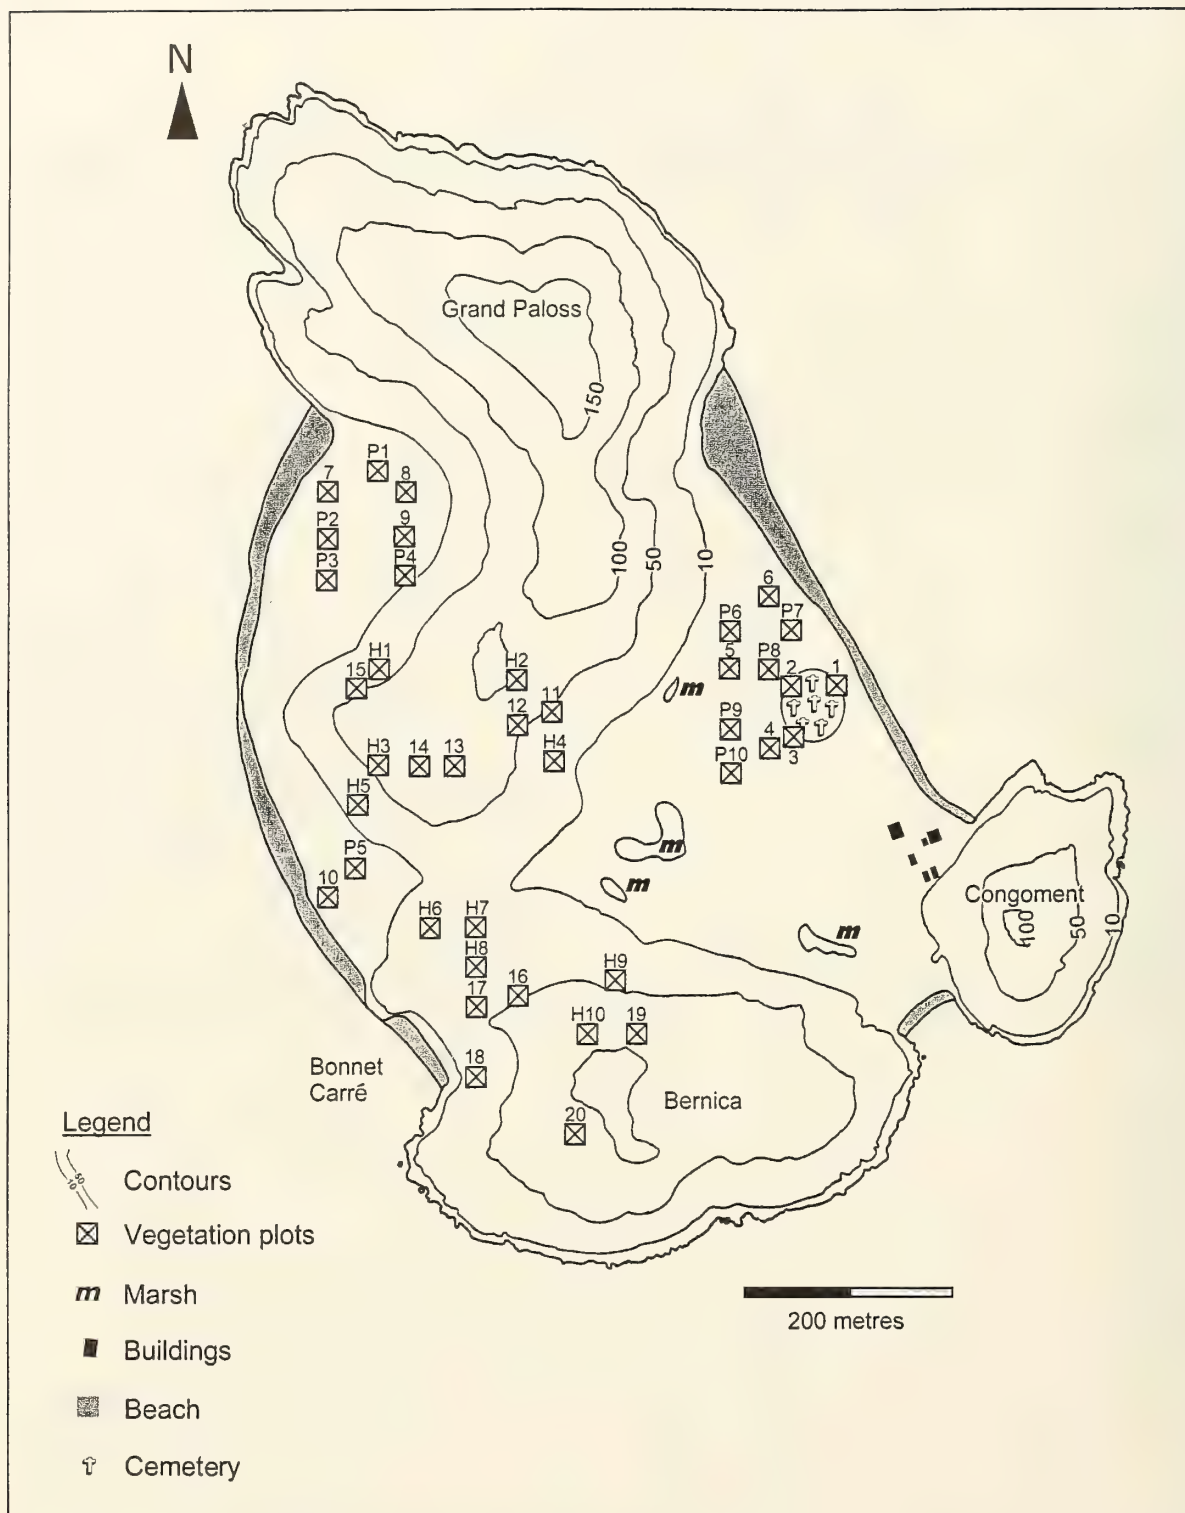 N
Grand Paloss
150
100
50
10
P1
7
8
P2
9
P3
P4
6
P6
P7
5
P8
2
1
H1
15
H2
m
11
12
P9
4
3
H3
14
13
H4
P10
H5
m
P5
10
m
Congoment
100
50
10
H6
H7
m
H8
H9
17
16
H10
19
18
Bonnet
Carré
Bernica
20
Legend
50
10
Contours
Vegetation plots
m Marsh
Buildings
Beach
Cemetery
200 metres